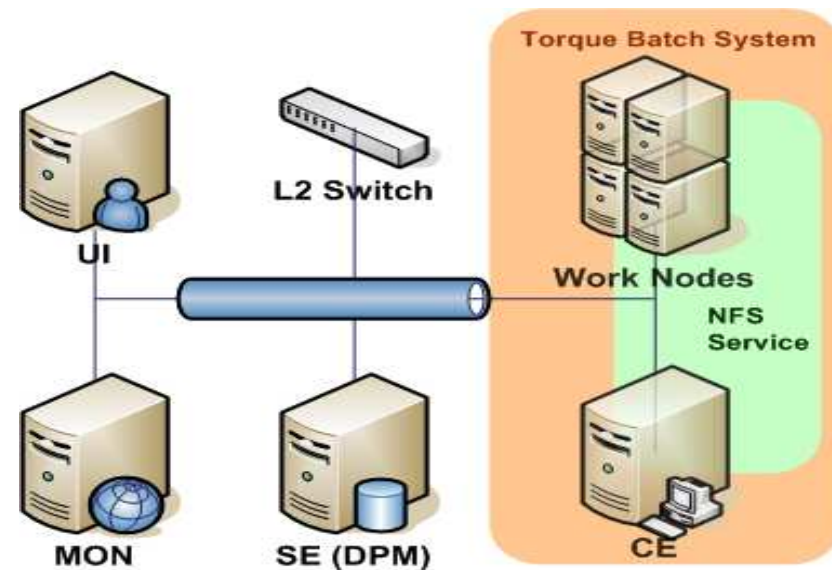 Torque Batch System
UI
L2 Switch
Work Nodes
NFS
Service
MON
SE (DPM)
CE